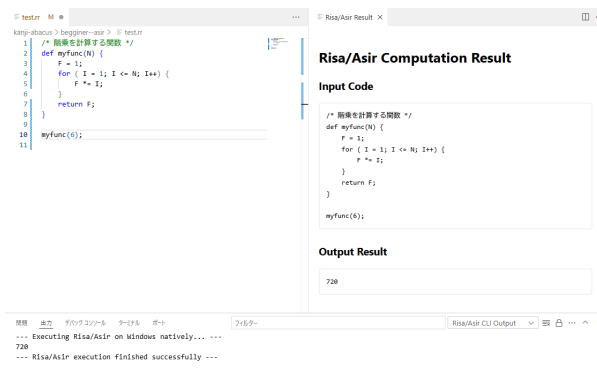 test.rr M ●
kanji-abacus > begginer--asir > test.rr
1 /* 階乗を計算する関数 */
2 def myfunc(N) {
3 F = 1;
4 for ( I = 1; I <= N; I++) {
5 F *= I;
6 }
7 return F;
8 }
9
10 myfunc(6);
11
Risa/Asir Result ×
Risa/Asir Computation Result
Input Code
/* 階乗を計算する関数 */
def myfunc(N) {
F = 1;
for ( I = 1; I <= N; I++) {
F *= I;
}
return F;
}
myfunc(6);
Output Result
720
問題 出力 デバッグ コンソール ターミナル ポート
フィルター
Risa/Asir CLI Output
--- Executing Risa/Asir on Windows natively... ---
720
--- Risa/Asir execution finished successfully ---